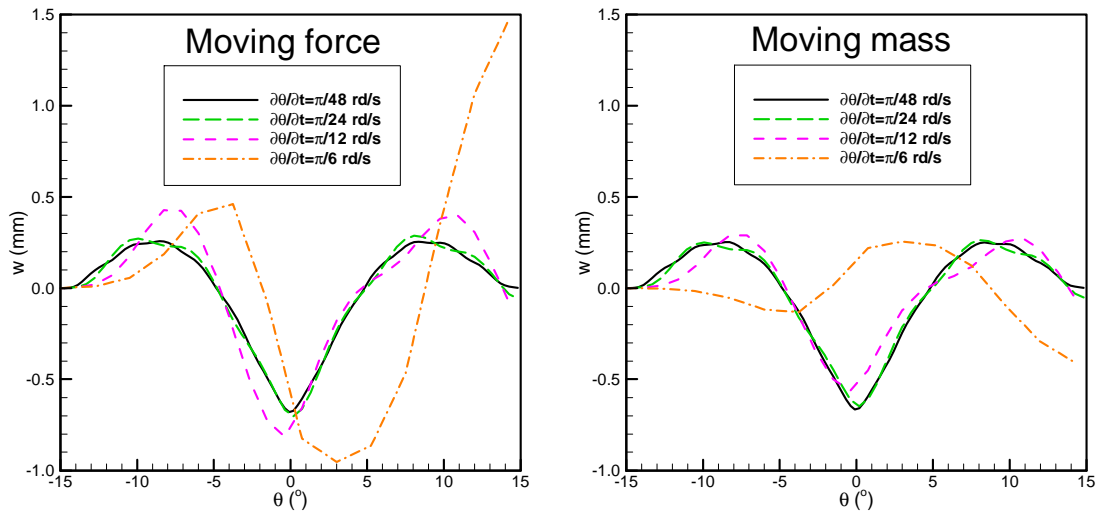 Moving force
∂θ/∂t=π/48 rd/s
∂θ/∂t=π/24 rd/s
∂θ/∂t=π/12 rd/s
∂θ/∂t=π/6 rd/s
w (mm)
1.5
1.0
0.5
0.0
-0.5
-1.0
-15 -10 -5 0 5 10 15
θ (°)
Moving mass
∂θ/∂t=π/48 rd/s
∂θ/∂t=π/24 rd/s
∂θ/∂t=π/12 rd/s
∂θ/∂t=π/6 rd/s
w (mm)
1.5
1.0
0.5
0.0
-0.5
-1.0
-15 -10 -5 0 5 10 15
θ (°)